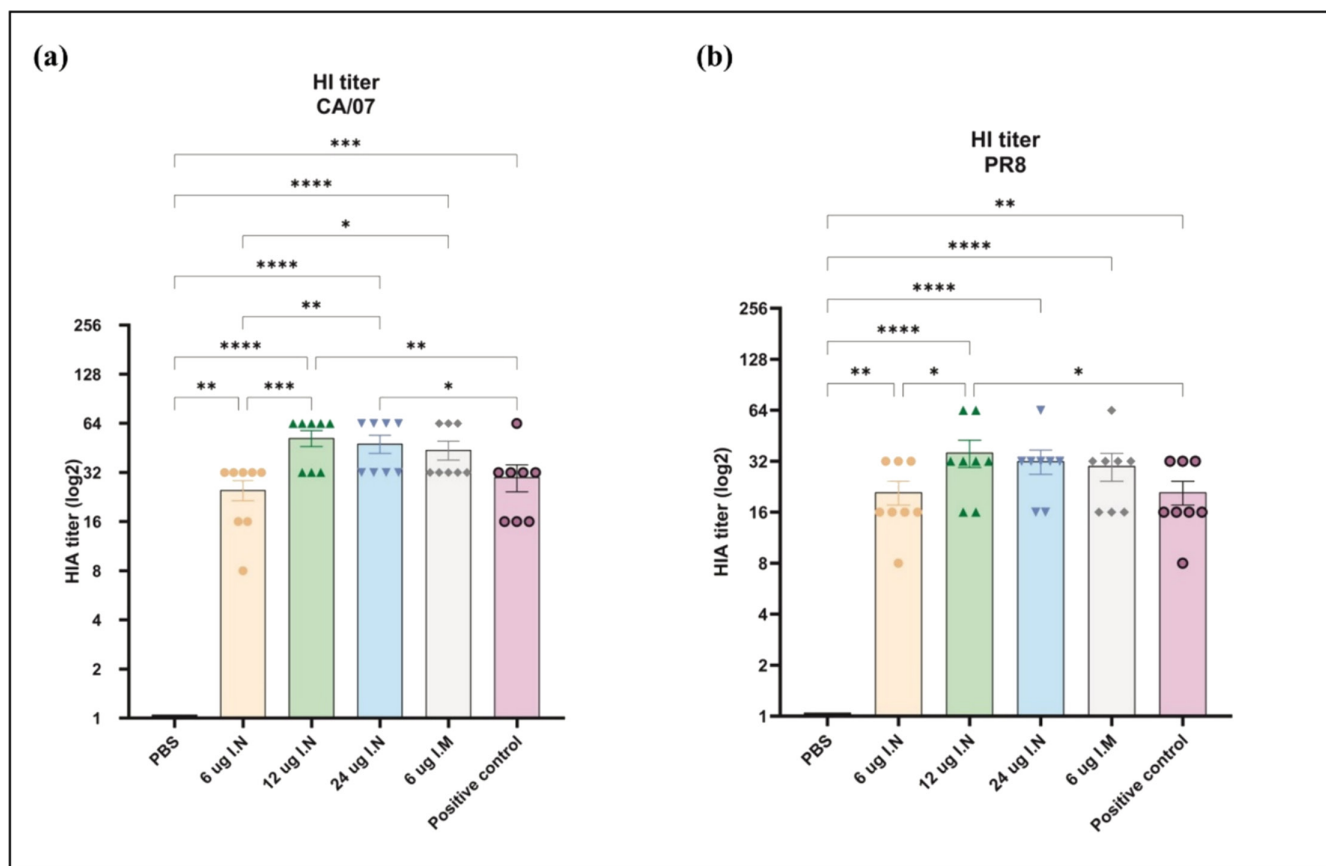 (a)
HI titer
CA/07
***
****
*
****
**
**** **
** *** *
HIA titer (log2)
256
128
64
32
16
8
4
2
1
PBS
6 ug I.N
12 ug I.N
24 ug I.N
6 ug I.M
Positive control
(b)
HI titer
PR8
**
****
****
****
** * *
HIA titer (log2)
256
128
64
32
16
8
4
2
1
PBS
6 ug I.N
12 ug I.N
24 ug I.N
6 ug I.M
Positive control